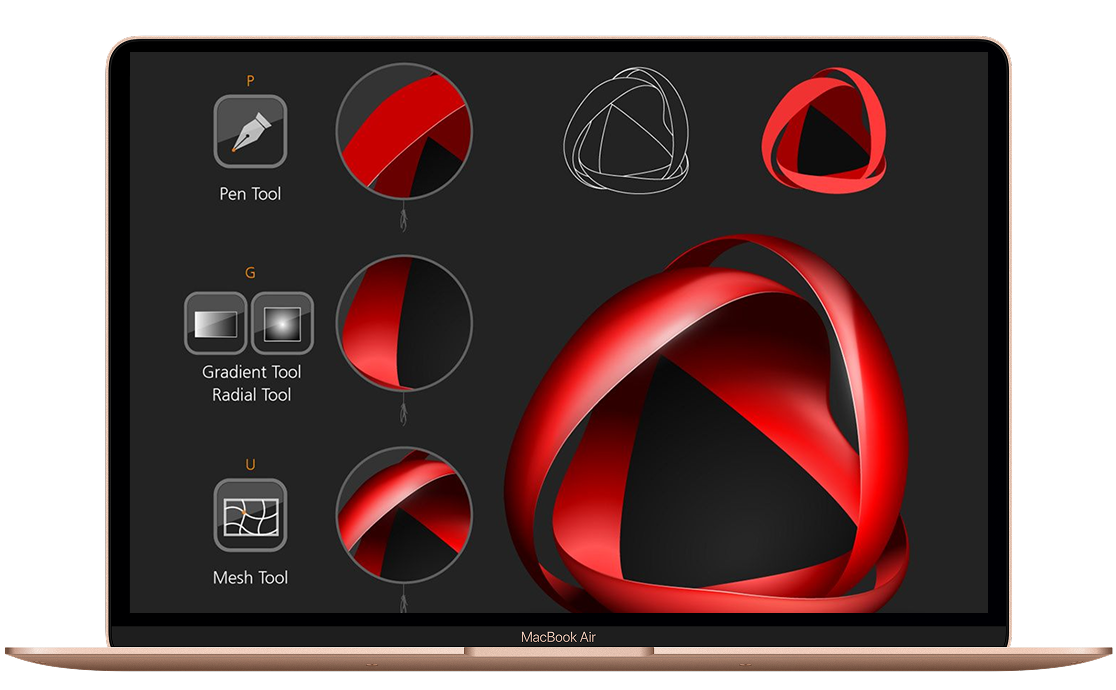 P
Pen Tool
G
Gradient Tool
Radial Tool
U
Mesh Tool
MacBook Air